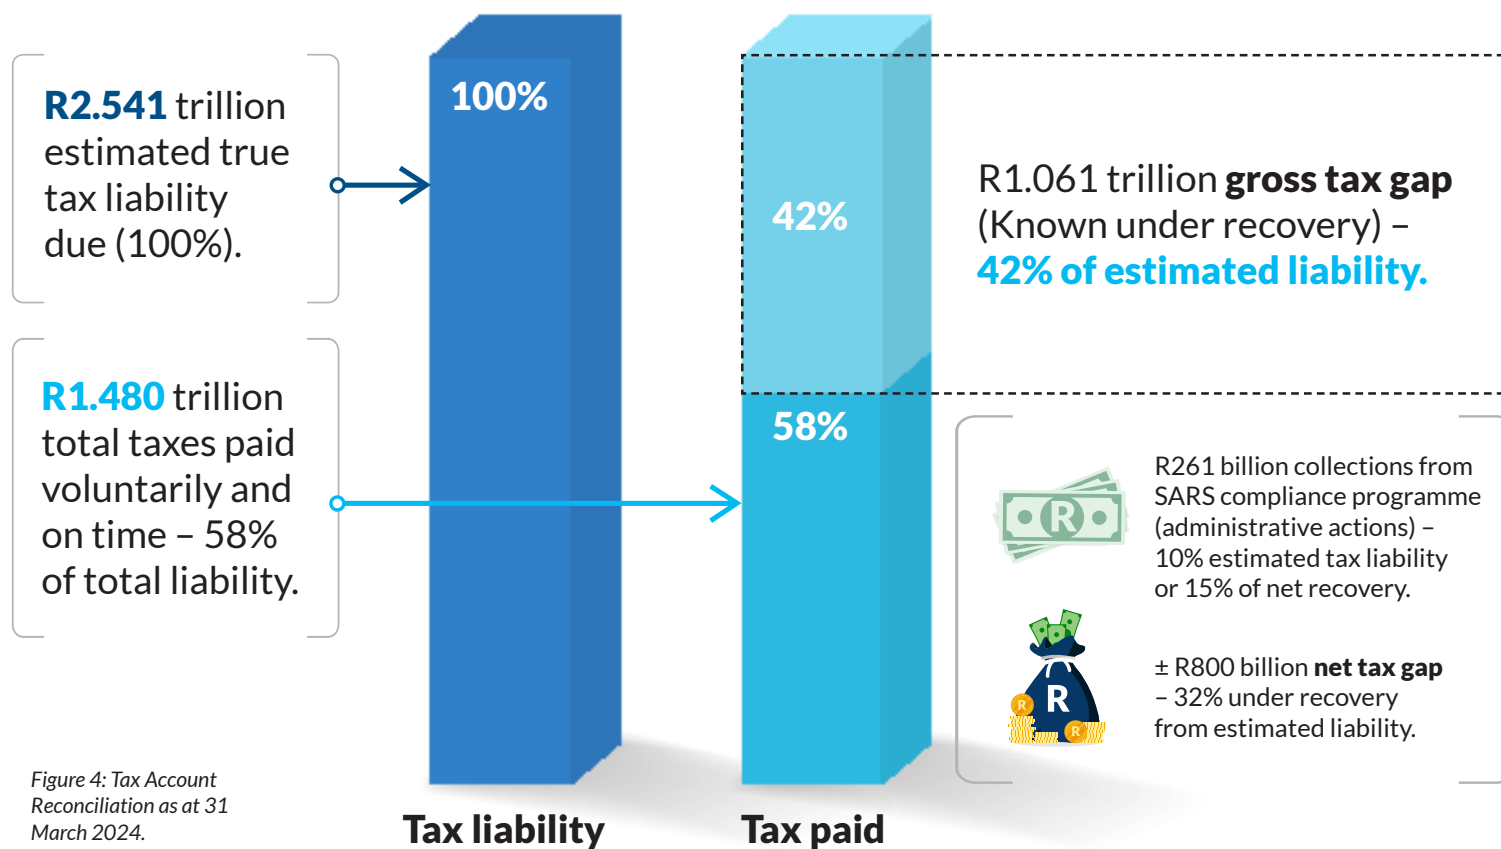 R2.541 trillion
estimated true
tax liability
due (100%).
R1.480 trillion
total taxes paid
voluntarily and
on time – 58%
of total liability.
100%
42%
58%
R1.061 trillion gross tax gap
(Known under recovery) –
42% of estimated liability.
R
R261 billion collections from
SARS compliance programme
(administrative actions) –
10% estimated tax liability
or 15% of net recovery.
R
R
R
± R800 billion net tax gap
– 32% under recovery
from estimated liability.
Figure 4: Tax Account
Reconciliation as at 31
March 2024.
Tax liability
Tax paid